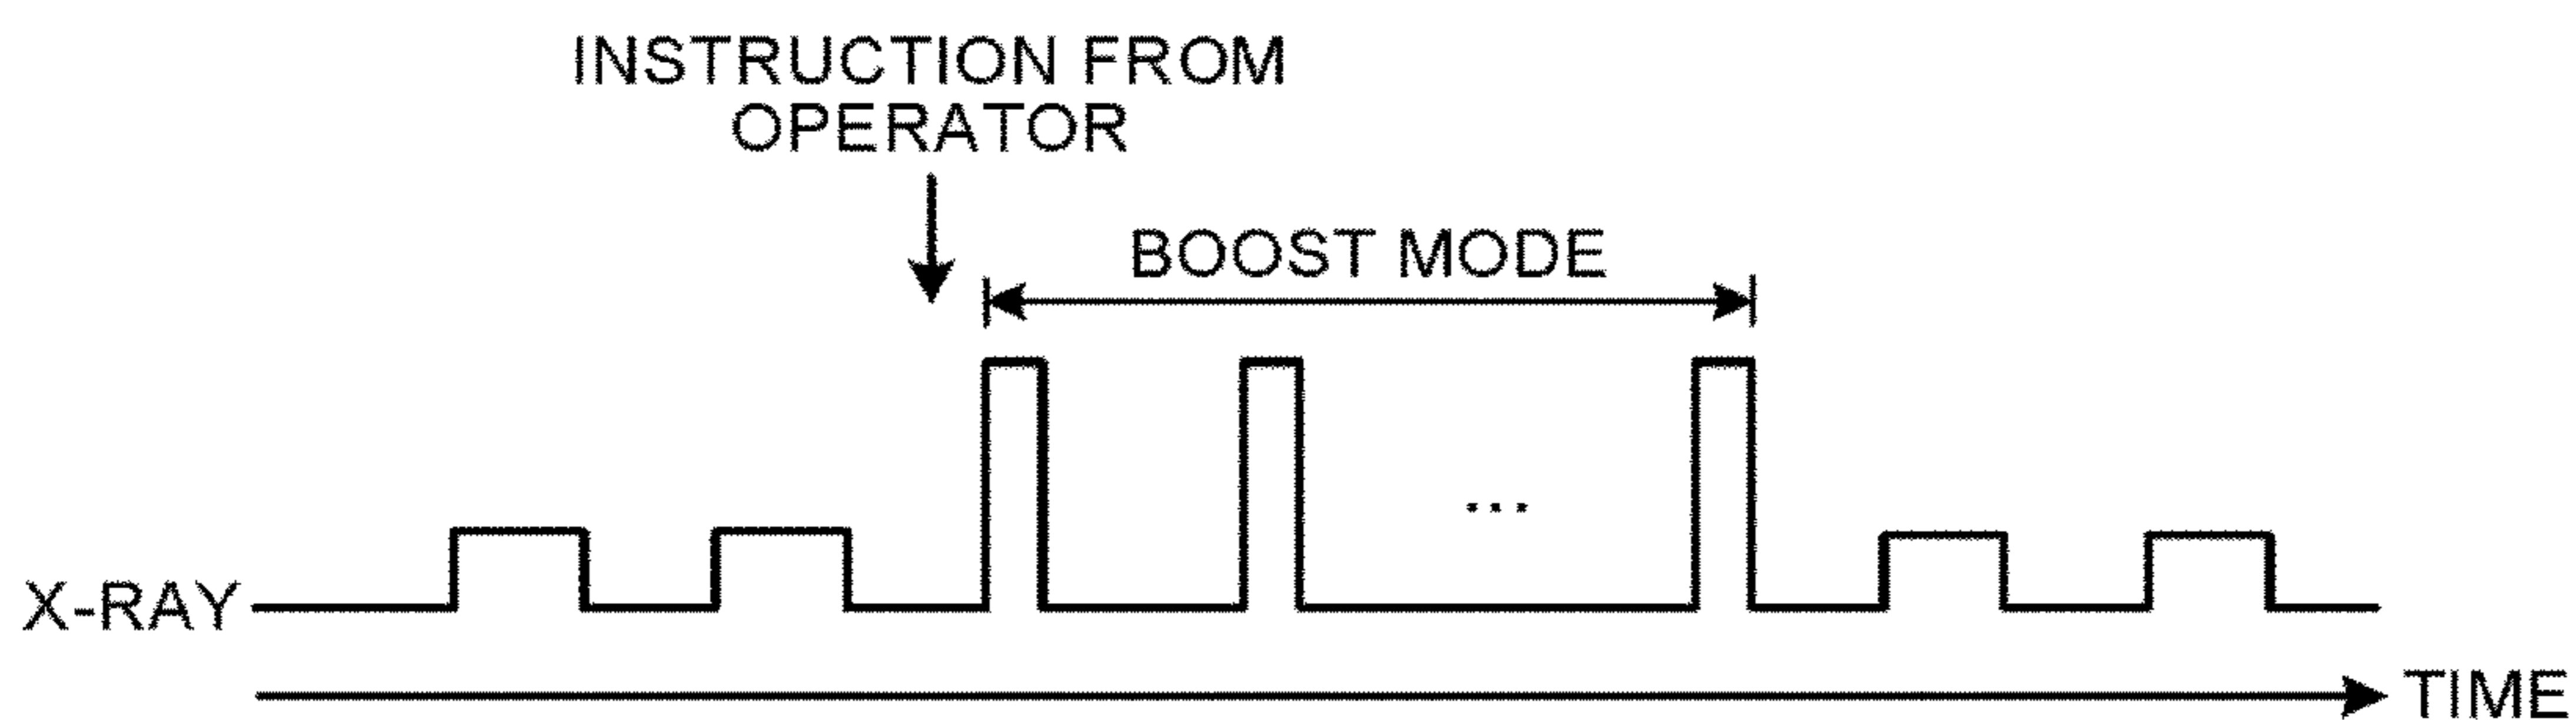 INSTRUCTION FROM
OPERATOR
BOOST MODE
...
X-RAY
TIME